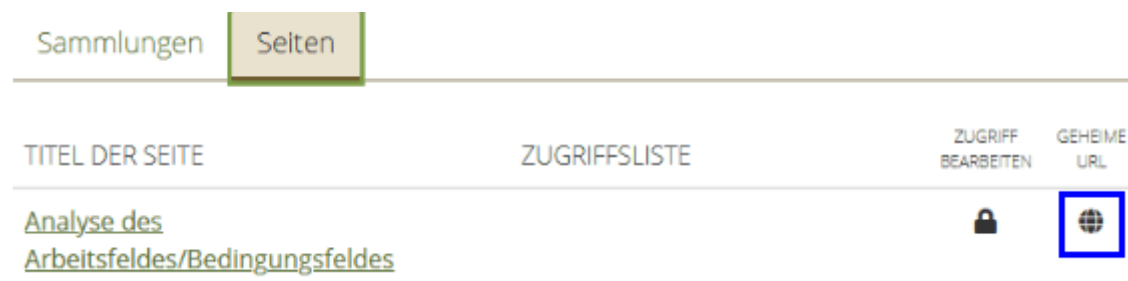 Sammlungen Seiten
TITEL DER SEITE ZUGRIFFSLISTE ZUGRIFF BEARBEITEN GEHEIME URL
Analyse des
Arbeitsfeldes/Bedingungsfeldes